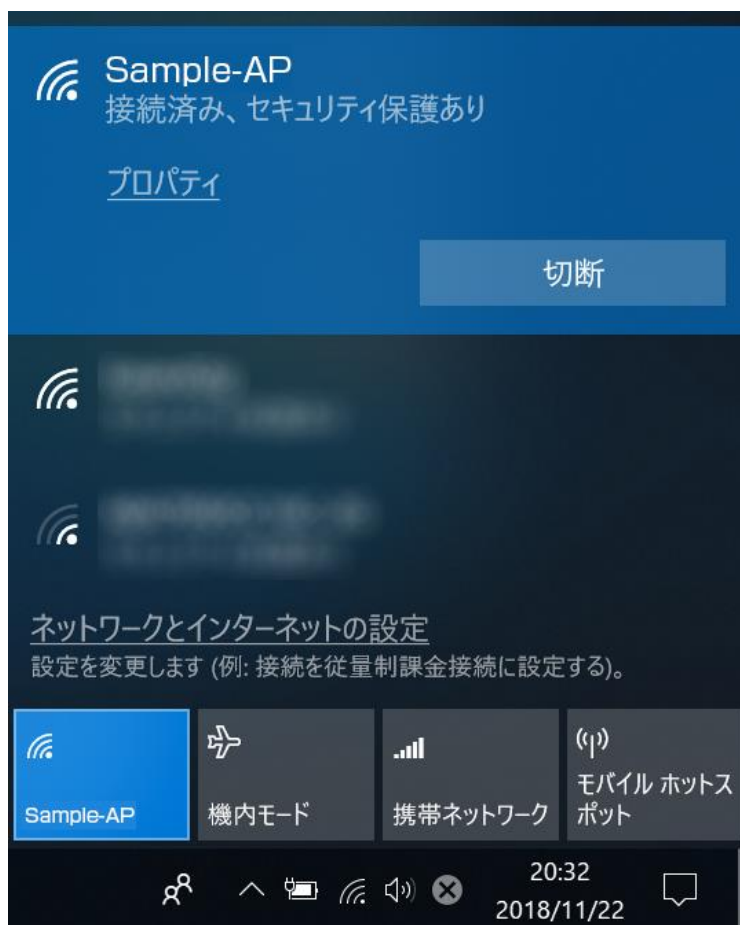 Sample-AP
接続済み、セキュリティ保護あり
プロパティ
切断
ネットワークとインターネットの設定
設定を変更します (例: 接続を従量制課金接続に設定する)。
Sample-AP
機内モード
携帯ネットワーク
モバイル ホットス
ポット
20:32
2018/11/22